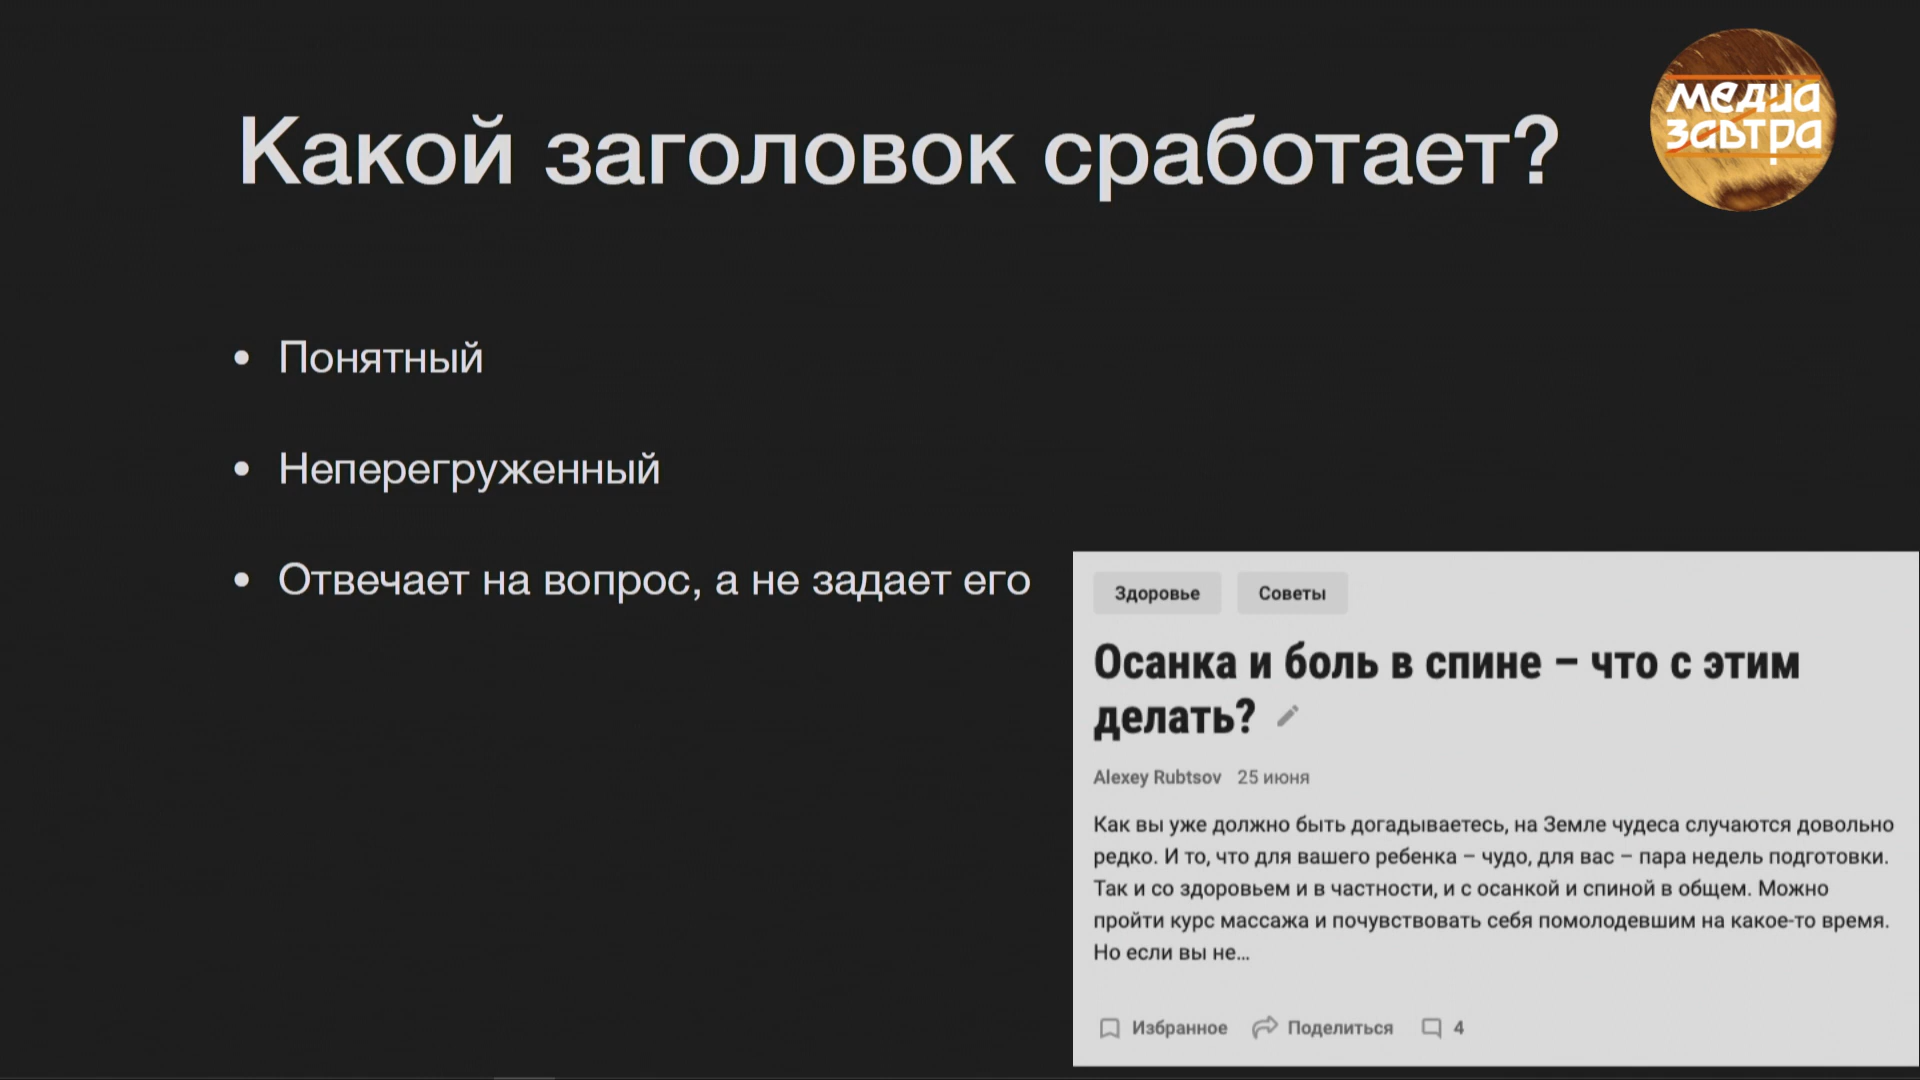 Какой заголовок сработает?
медиа
завтра
• Понятный
• Неперегруженный
• Отвечает на вопрос, а не задает его
Здоровье Советы
Осанка и боль в спине – что с этим
делать?
Alexey Rubtsov 25 июня
Как вы уже должно быть догадываетесь, на Земле чудеса случаются довольно
редко. И то, что для вашего ребенка – чудо, для вас – пара недель подготовки.
Так и со здоровьем и в частности, и с осанкой и спиной в общем. Можно
пройти курс массажа и почувствовать себя помолодевшим на какое-то время.
Но если вы не...
Избранное Поделиться 4